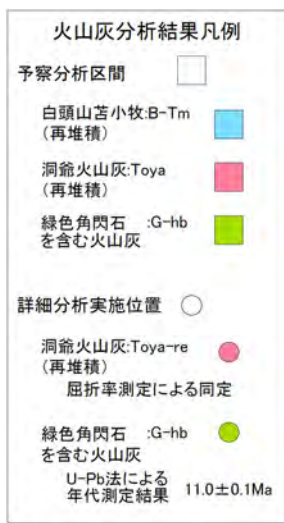 火山灰分析結果凡例
予察分析区間
白頭山苫小牧:B-Tm
(再堆積)
洞爺火山灰:Toya
(再堆積)
緑色角閃石 :G-hb
を含む火山灰
詳細分析実施位置
洞爺火山灰:Toya-re
(再堆積)
屈折率測定による同定
緑色角閃石 :G-hb
を含む火山灰
U-Pb法による
年代測定結果 11.0±0.1Ma